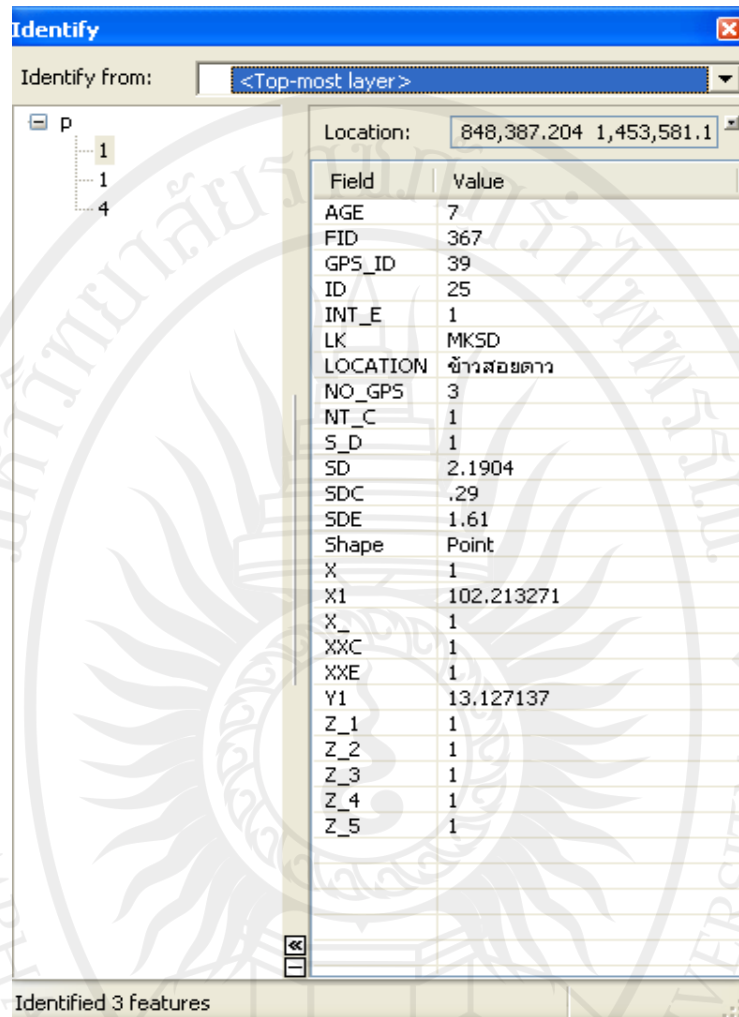 Identify
Identify from: <Top-most layer>
p
1
1
4
Location: 848,387.204 1,453,581.1
Field Value
AGE 7
FID 367
GPS_ID 39
ID 25
INT_E 1
LK MKSD
LOCATION ข้าวสอยดาว
NO_GPS 3
NT_C 1
S_D 1
SD 2.1904
SDC .29
SDE 1.61
Shape Point
X 1
X1 102.213271
X_ 1
XXC 1
XXE 1
Y1 13.127137
Z_1 1
Z_2 1
Z_3 1
Z_4 1
Z_5 1
Identified 3 features